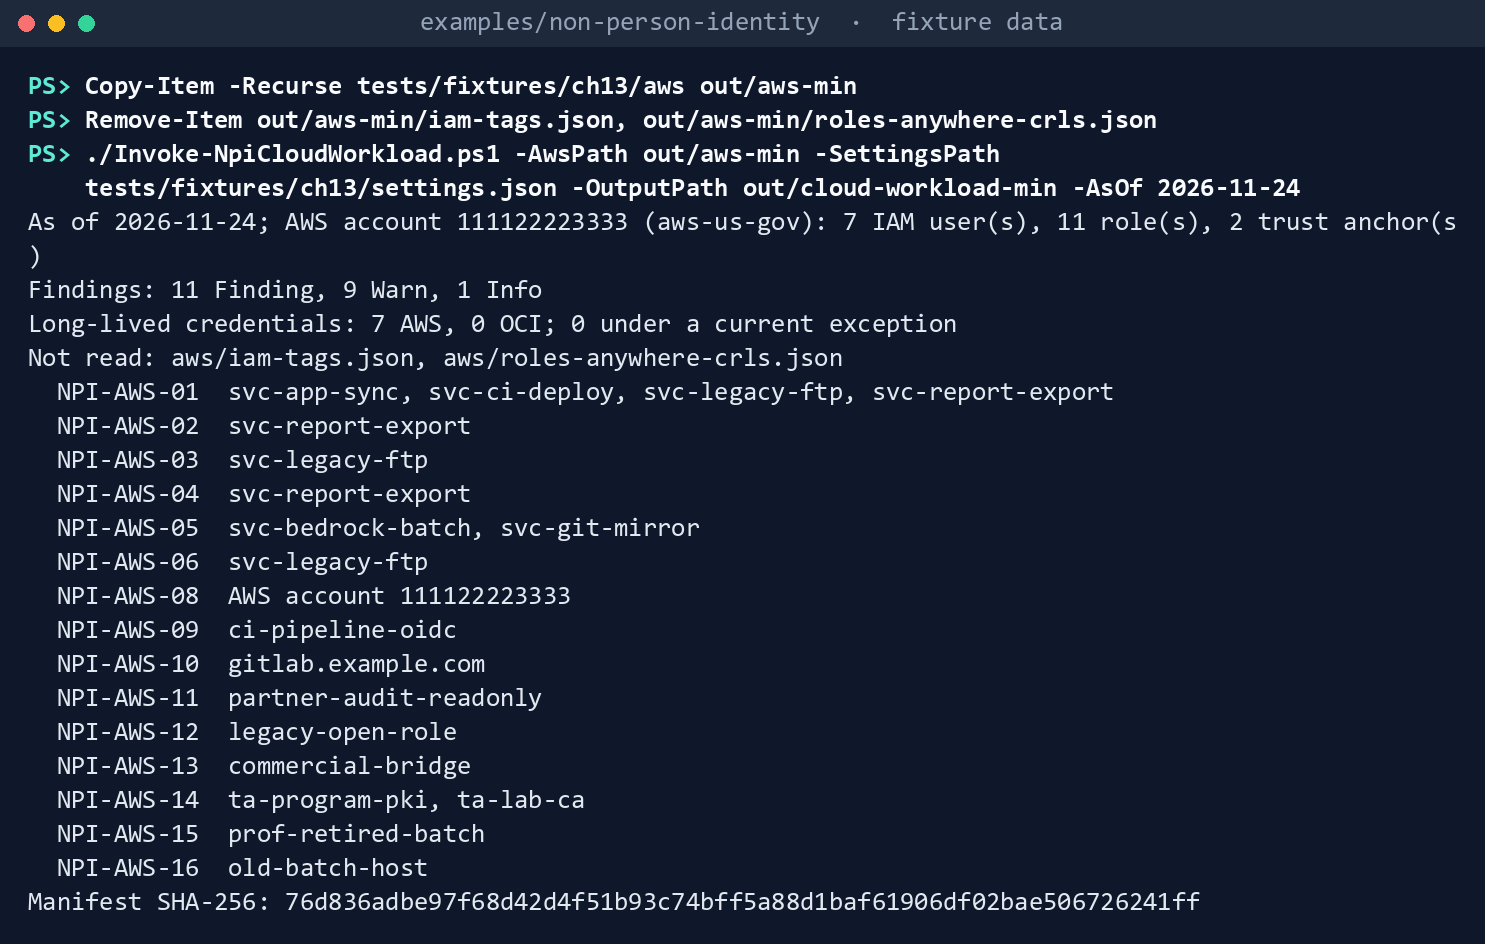 examples/non-person-identity · fixture data
PS> Copy-Item -Recurse tests/fixtures/ch13/aws out/aws-min
PS> Remove-Item out/aws-min/iam-tags.json, out/aws-min/roles-anywhere-crls.json
PS> ./Invoke-NpiCloudWorkload.ps1 -AwsPath out/aws-min -SettingsPath
    tests/fixtures/ch13/settings.json -OutputPath out/cloud-workload-min -AsOf 2026-11-24
As of 2026-11-24; AWS account 111122223333 (aws-us-gov): 7 IAM user(s), 11 role(s), 2 trust anchor(s
)
Findings: 11 Finding, 9 Warn, 1 Info
Long-lived credentials: 7 AWS, 0 OCI; 0 under a current exception
Not read: aws/iam-tags.json, aws/roles-anywhere-crls.json
  NPI-AWS-01  svc-app-sync, svc-ci-deploy, svc-legacy-ftp, svc-report-export
  NPI-AWS-02  svc-report-export
  NPI-AWS-03  svc-legacy-ftp
  NPI-AWS-04  svc-report-export
  NPI-AWS-05  svc-bedrock-batch, svc-git-mirror
  NPI-AWS-06  svc-legacy-ftp
  NPI-AWS-08  AWS account 111122223333
  NPI-AWS-09  ci-pipeline-oidc
  NPI-AWS-10  gitlab.example.com
  NPI-AWS-11  partner-audit-readonly
  NPI-AWS-12  legacy-open-role
  NPI-AWS-13  commercial-bridge
  NPI-AWS-14  ta-program-pki, ta-lab-ca
  NPI-AWS-15  prof-retired-batch
  NPI-AWS-16  old-batch-host
Manifest SHA-256: 76d836adbe97f68d42d4f51b93c74bff5a88d1baf61906df02bae506726241ff